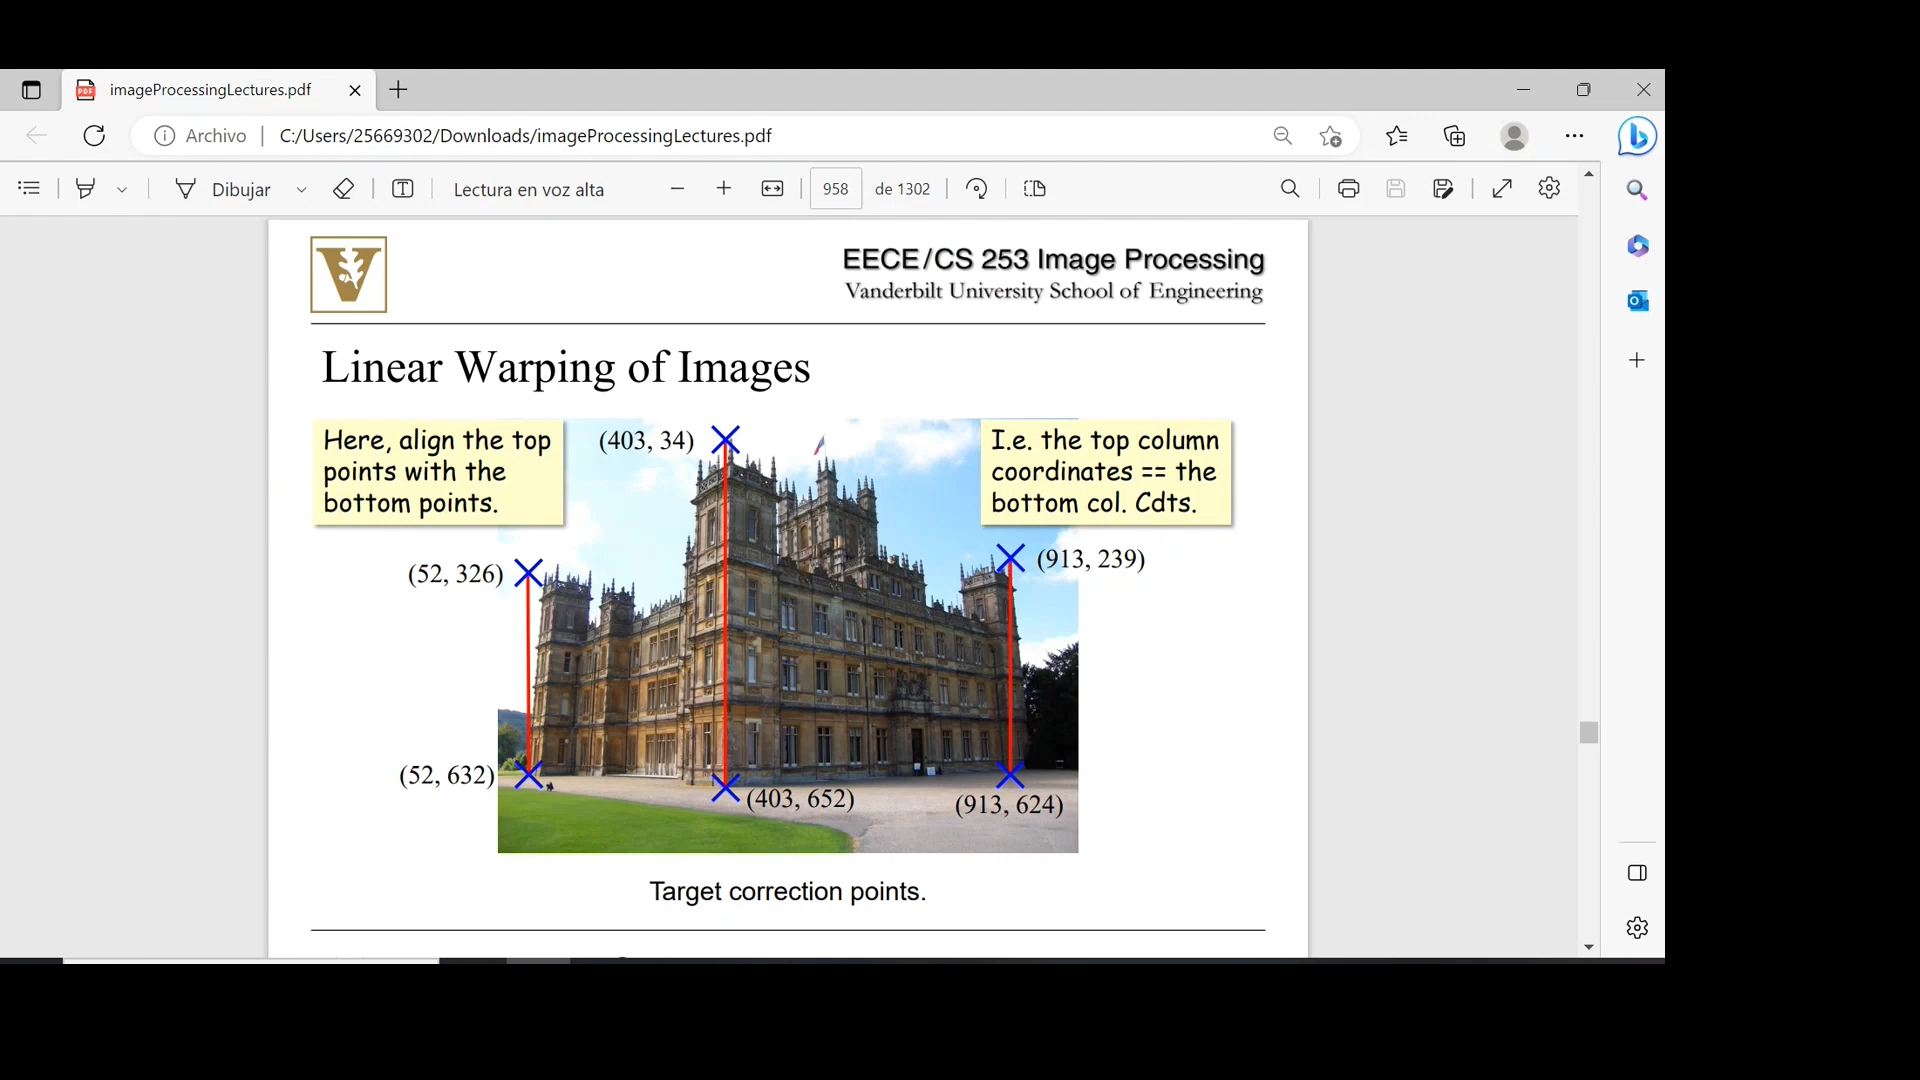 imageProcessingLectures.pdf
Archivo C:/Users/25669302/Downloads/imageProcessingLectures.pdf
Dibujar Lectura en voz alta 958 de 1302
EECE/CS 253 Image Processing
Vanderbilt University School of Engineering
Linear Warping of Images
Here, align the top
points with the
bottom points.
(403, 34)
I.e. the top column
coordinates == the
bottom col. Cdts.
(52, 326)
(913, 239)
(52, 632)
(403, 652)
(913, 624)
Target correction points.